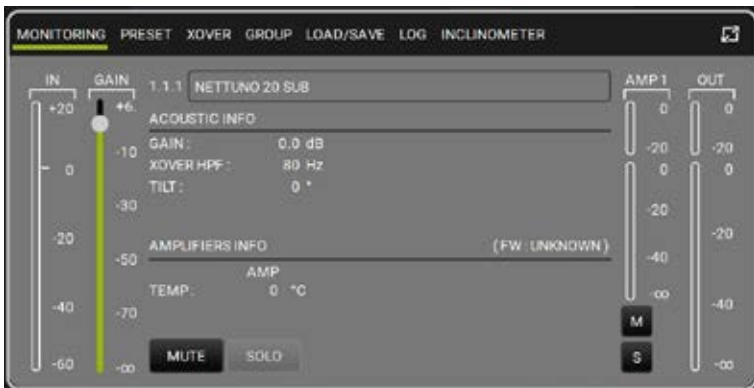 MONITORING PRESET XOVER GROUP LOAD/SAVE LOG INCLINOMETER
IN GAIN 1.1.1 NETTUNO 20 SUB AMP 1 OUT
+20 +6. 0 0
ACOUSTIC INFO
GAIN: 0.0 dB
-10 -20 -20
XOVER HPF: 80 Hz
0 0 0
TILT: 0 °
-30 -20
-20 -20
AMPLIFIERS INFO (FW: UNKNOWN)
-50 -40
AMP
TEMP: 0 °C
-∞
-40 -70 -40
M
MUTE SOLO S
-60 -∞ -∞